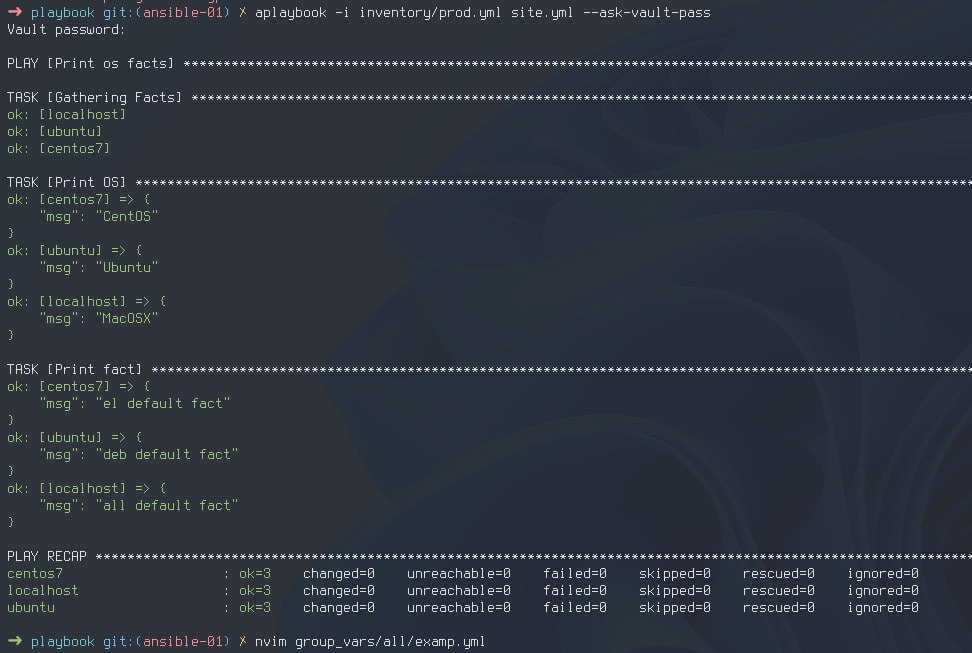 ➜ playbook git:(ansible-01) ✗ aplaybook -i inventory/prod.yml site.yml --ask-vault-pass
Vault password:
PLAY [Print os facts] ****************************************************************************************************
TASK [Gathering Facts] ***************************************************************************************************
ok: [localhost]
ok: [ubuntu]
ok: [centos7]
TASK [Print OS] **********************************************************************************************************
ok: [centos7] => {
    "msg": "CentOS"
}
ok: [ubuntu] => {
    "msg": "Ubuntu"
}
ok: [localhost] => {
    "msg": "MacOSX"
}
TASK [Print fact] ********************************************************************************************************
ok: [centos7] => {
    "msg": "el default fact"
}
ok: [ubuntu] => {
    "msg": "deb default fact"
}
ok: [localhost] => {
    "msg": "all default fact"
}
PLAY RECAP ***************************************************************************************************************
centos7                    : ok=3    changed=0    unreachable=0    failed=0    skipped=0    rescued=0    ignored=0
localhost                  : ok=3    changed=0    unreachable=0    failed=0    skipped=0    rescued=0    ignored=0
ubuntu                     : ok=3    changed=0    unreachable=0    failed=0    skipped=0    rescued=0    ignored=0
➜ playbook git:(ansible-01) ✗ nvim group_vars/all/examp.yml